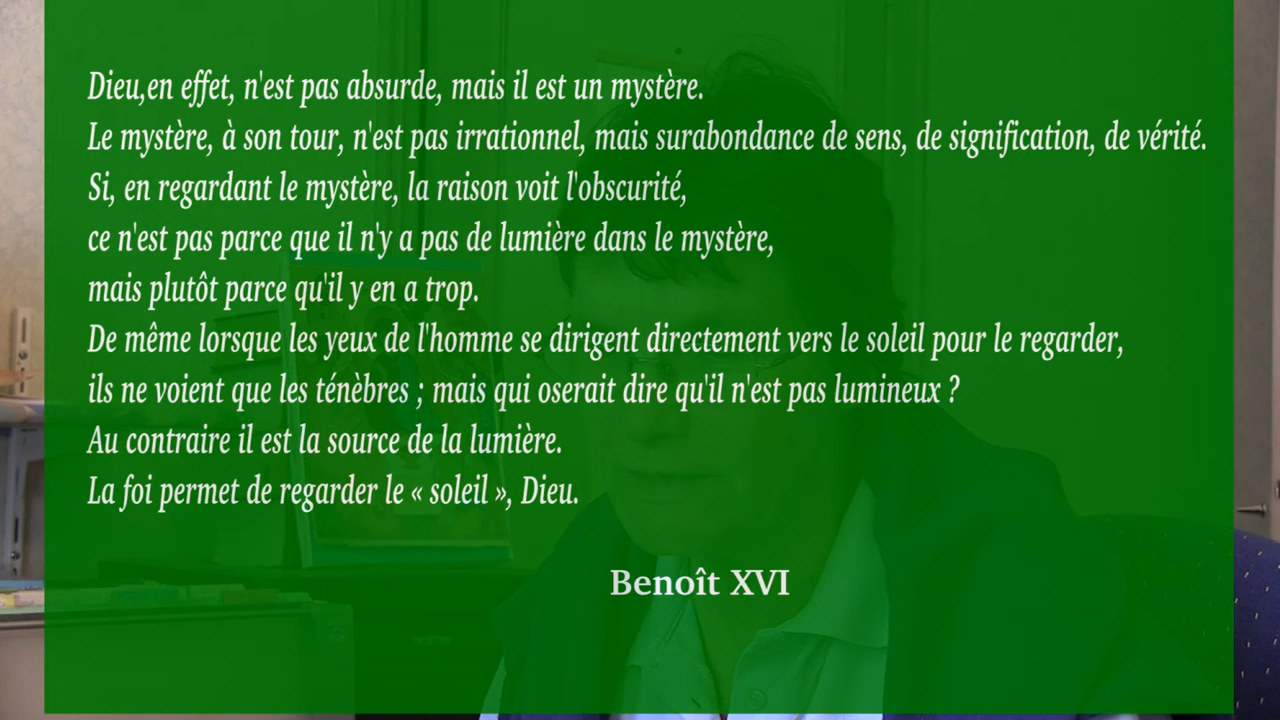 Dieu,en effet, n'est pas absurde, mais il est un mystère.
Le mystère, à son tour, n'est pas irrationnel, mais surabondance de sens, de signification, de vérité.
Si, en regardant le mystère, la raison voit l'obscurité,
ce n'est pas parce que il n'y a pas de lumière dans le mystère,
mais plutôt parce qu'il y en a trop.
De même lorsque les yeux de l'homme se dirigent directement vers le soleil pour le regarder,
ils ne voient que les ténèbres ; mais qui oserait dire qu'il n'est pas lumineux ?
Au contraire il est la source de la lumière.
La foi permet de regarder le « soleil », Dieu.
Benoît XVI